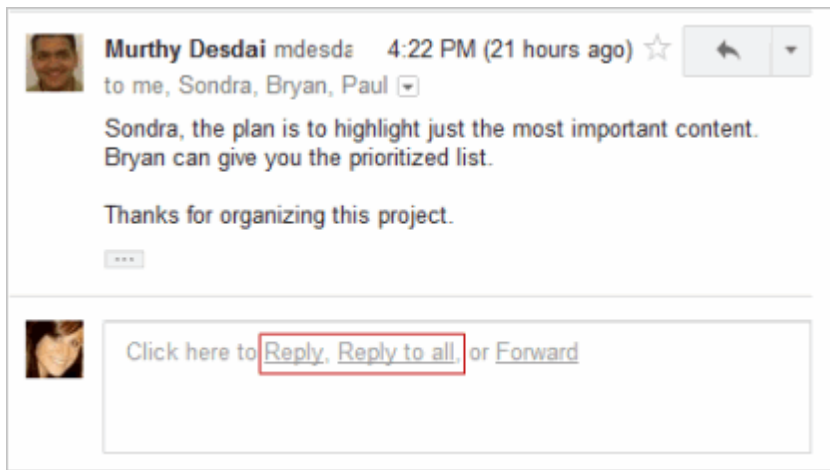 Murthy Desdai mdesda 4:22 PM (21 hours ago)
to me, Sondra, Bryan, Paul
Sondra, the plan is to highlight just the most important content.
Bryan can give you the prioritized list.
Thanks for organizing this project.
Click here to Reply, Reply to all, or Forward